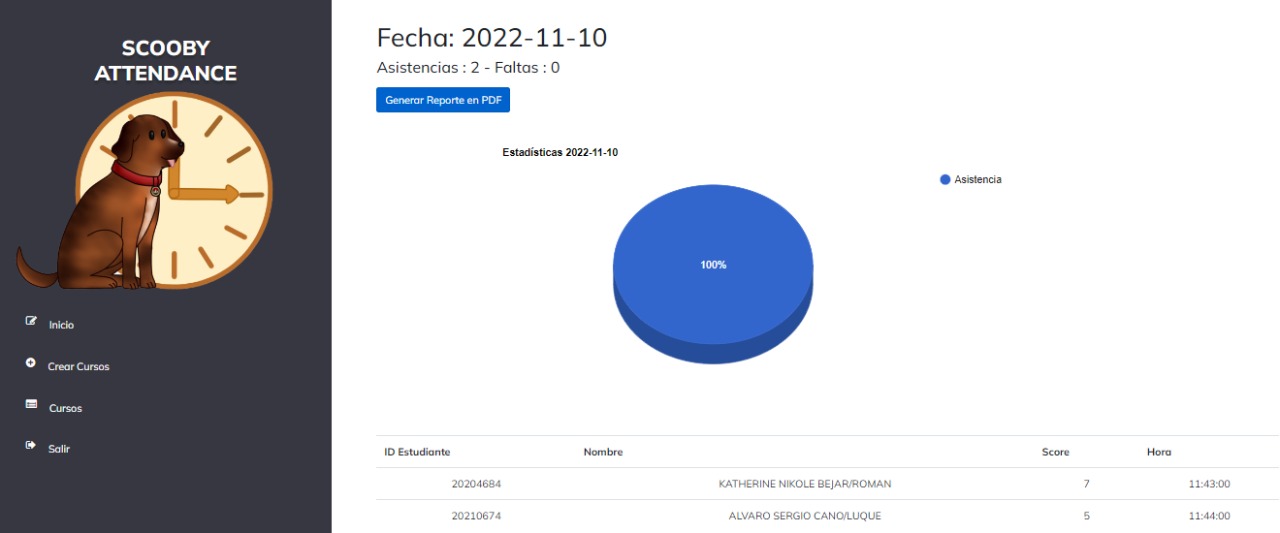 SCOOBY
ATTENDANCE
Inicio
Crear Cursos
Cursos
Salir
Fecha: 2022-11-10
Asistencias : 2 - Faltas : 0
Generar Reporte en PDF
Estadísticas 2022-11-10
Asistencia
100%
ID Estudiante Nombre Score Hora
20204684 KATHERINE NIKOLE BEJAR/ROMAN 7 11:43:00
20210674 ALVARO SERGIO CANO/LUQUE 5 11:44:00